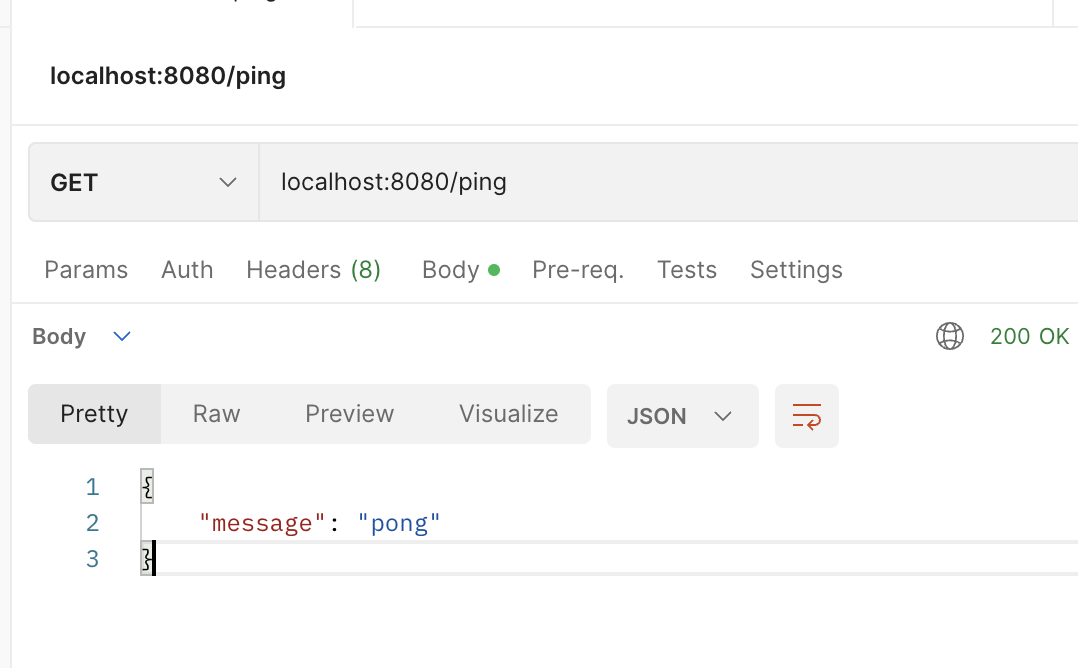 localhost:8080/ping
GET localhost:8080/ping
Params Auth Headers (8) Body Pre-req. Tests Settings
Body 200 OK
Pretty Raw Preview Visualize JSON
1 {
2 "message": "pong"
3 }